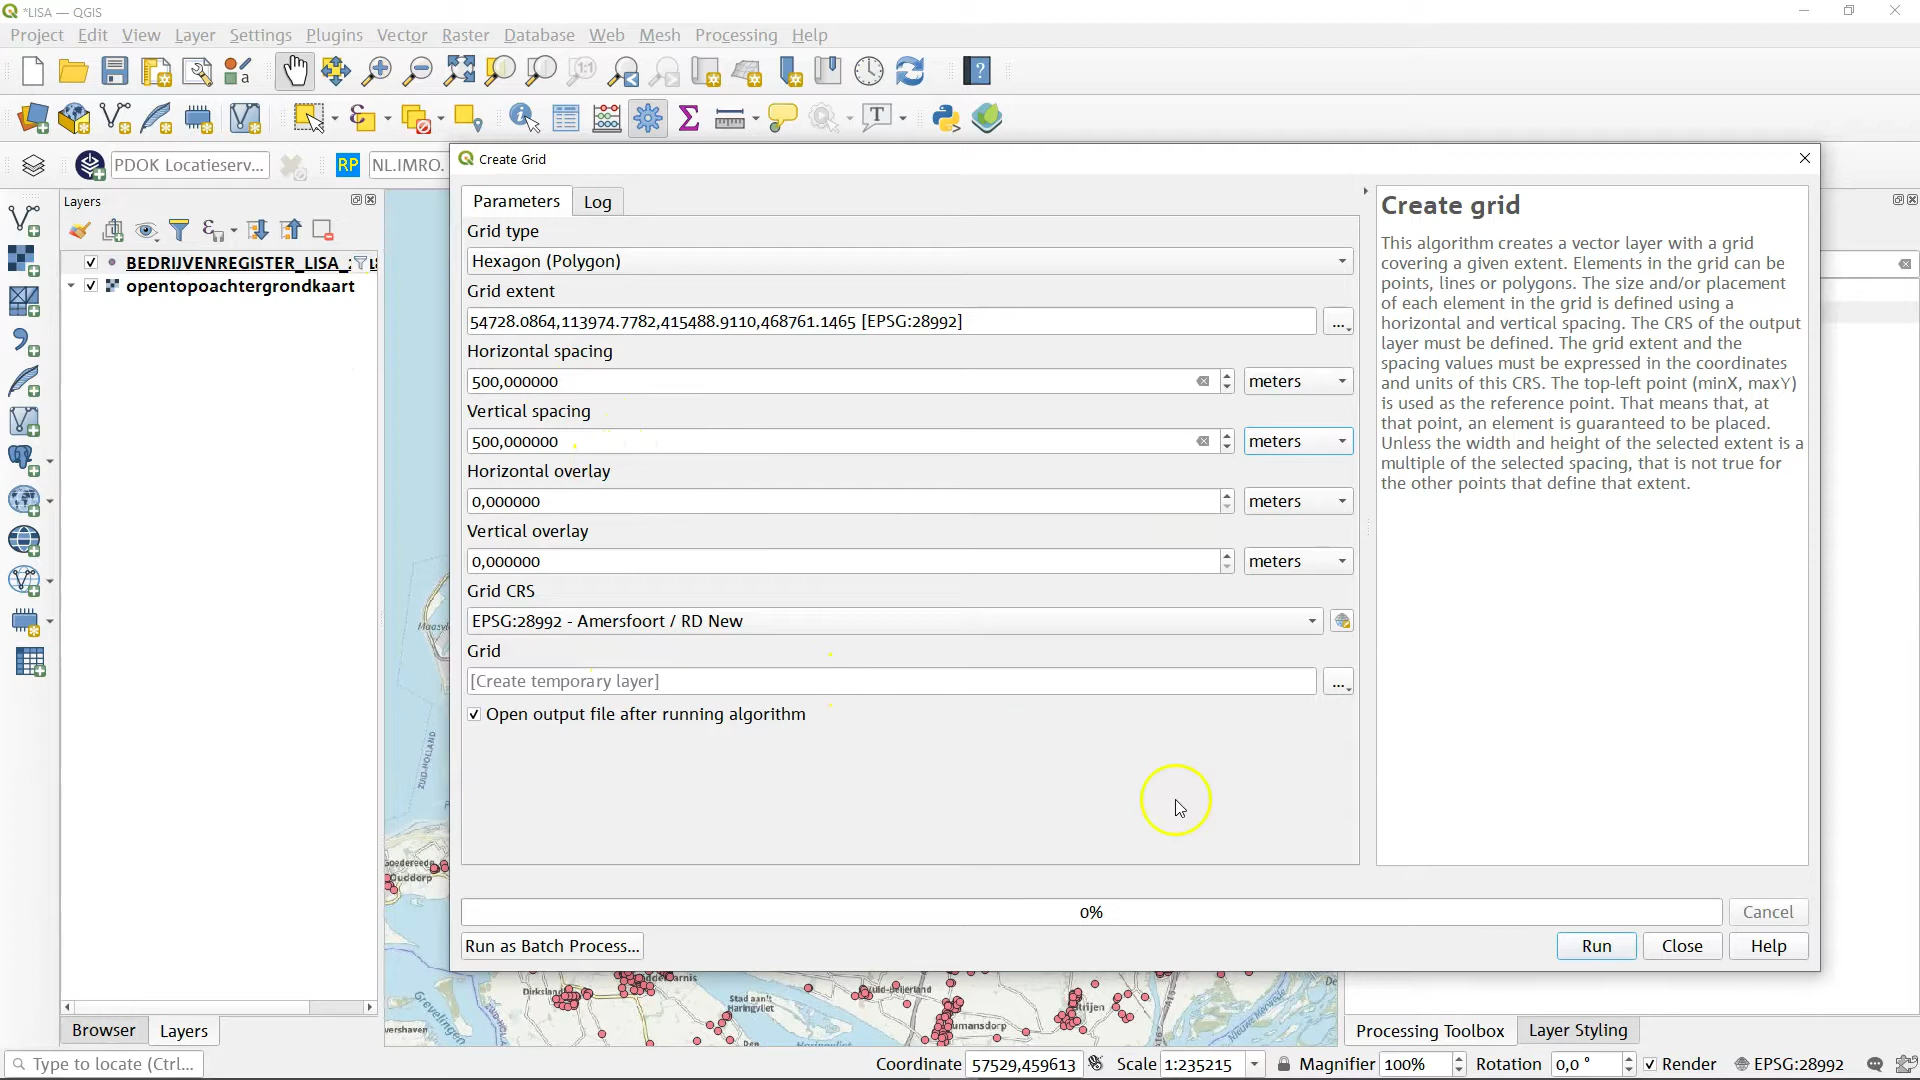 *LISA — QGIS
Project Edit View Layer Settings Plugins Vector Raster Database Web Mesh Processing Help
PDOK Locatieserv... RP NL.IMRO.
Create Grid
Layers
Parameters Log
Create grid
Grid type
Hexagon (Polygon)
Grid extent
54728.0864,113974.7782,415488.9110,468761.1465 [EPSG:28992]
...
Horizontal spacing
500,000000 meters
Vertical spacing
500,000000 meters
Horizontal overlay
0,000000 meters
Vertical overlay
0,000000 meters
Grid CRS
EPSG:28992 - Amersfoort / RD New
Grid
[Create temporary layer]
...
Open output file after running algorithm
This algorithm creates a vector layer with a grid
covering a given extent. Elements in the grid can be
points, lines or polygons. The size and/or placement
of each element in the grid is defined using a
horizontal and vertical spacing. The CRS of the output
layer must be defined. The grid extent and the
spacing values must be expressed in the coordinates
and units of this CRS. The top-left point (minX, maxY)
is used as the reference point. That means that, at
that point, an element is guaranteed to be placed.
Unless the width and height of the selected extent is a
multiple of the selected spacing, that is not true for
the other points that define that extent.
BEDRIJVENREGISTER_LISA_
opentopoachtergrondkaart
ZUID-HOLLAND
Goedereede
Ouddorp
0%
Cancel
Run as Batch Process...
Run Close Help
Dirksland
Stad aan't
Haringvliet
Strijen
Grevelingen
Browser Layers
Processing Toolbox Layer Styling
Type to locate (Ctrl...
Coordinate 57529,459613 Scale 1:235215 Magnifier 100% Rotation 0,0 ° Render EPSG:28992